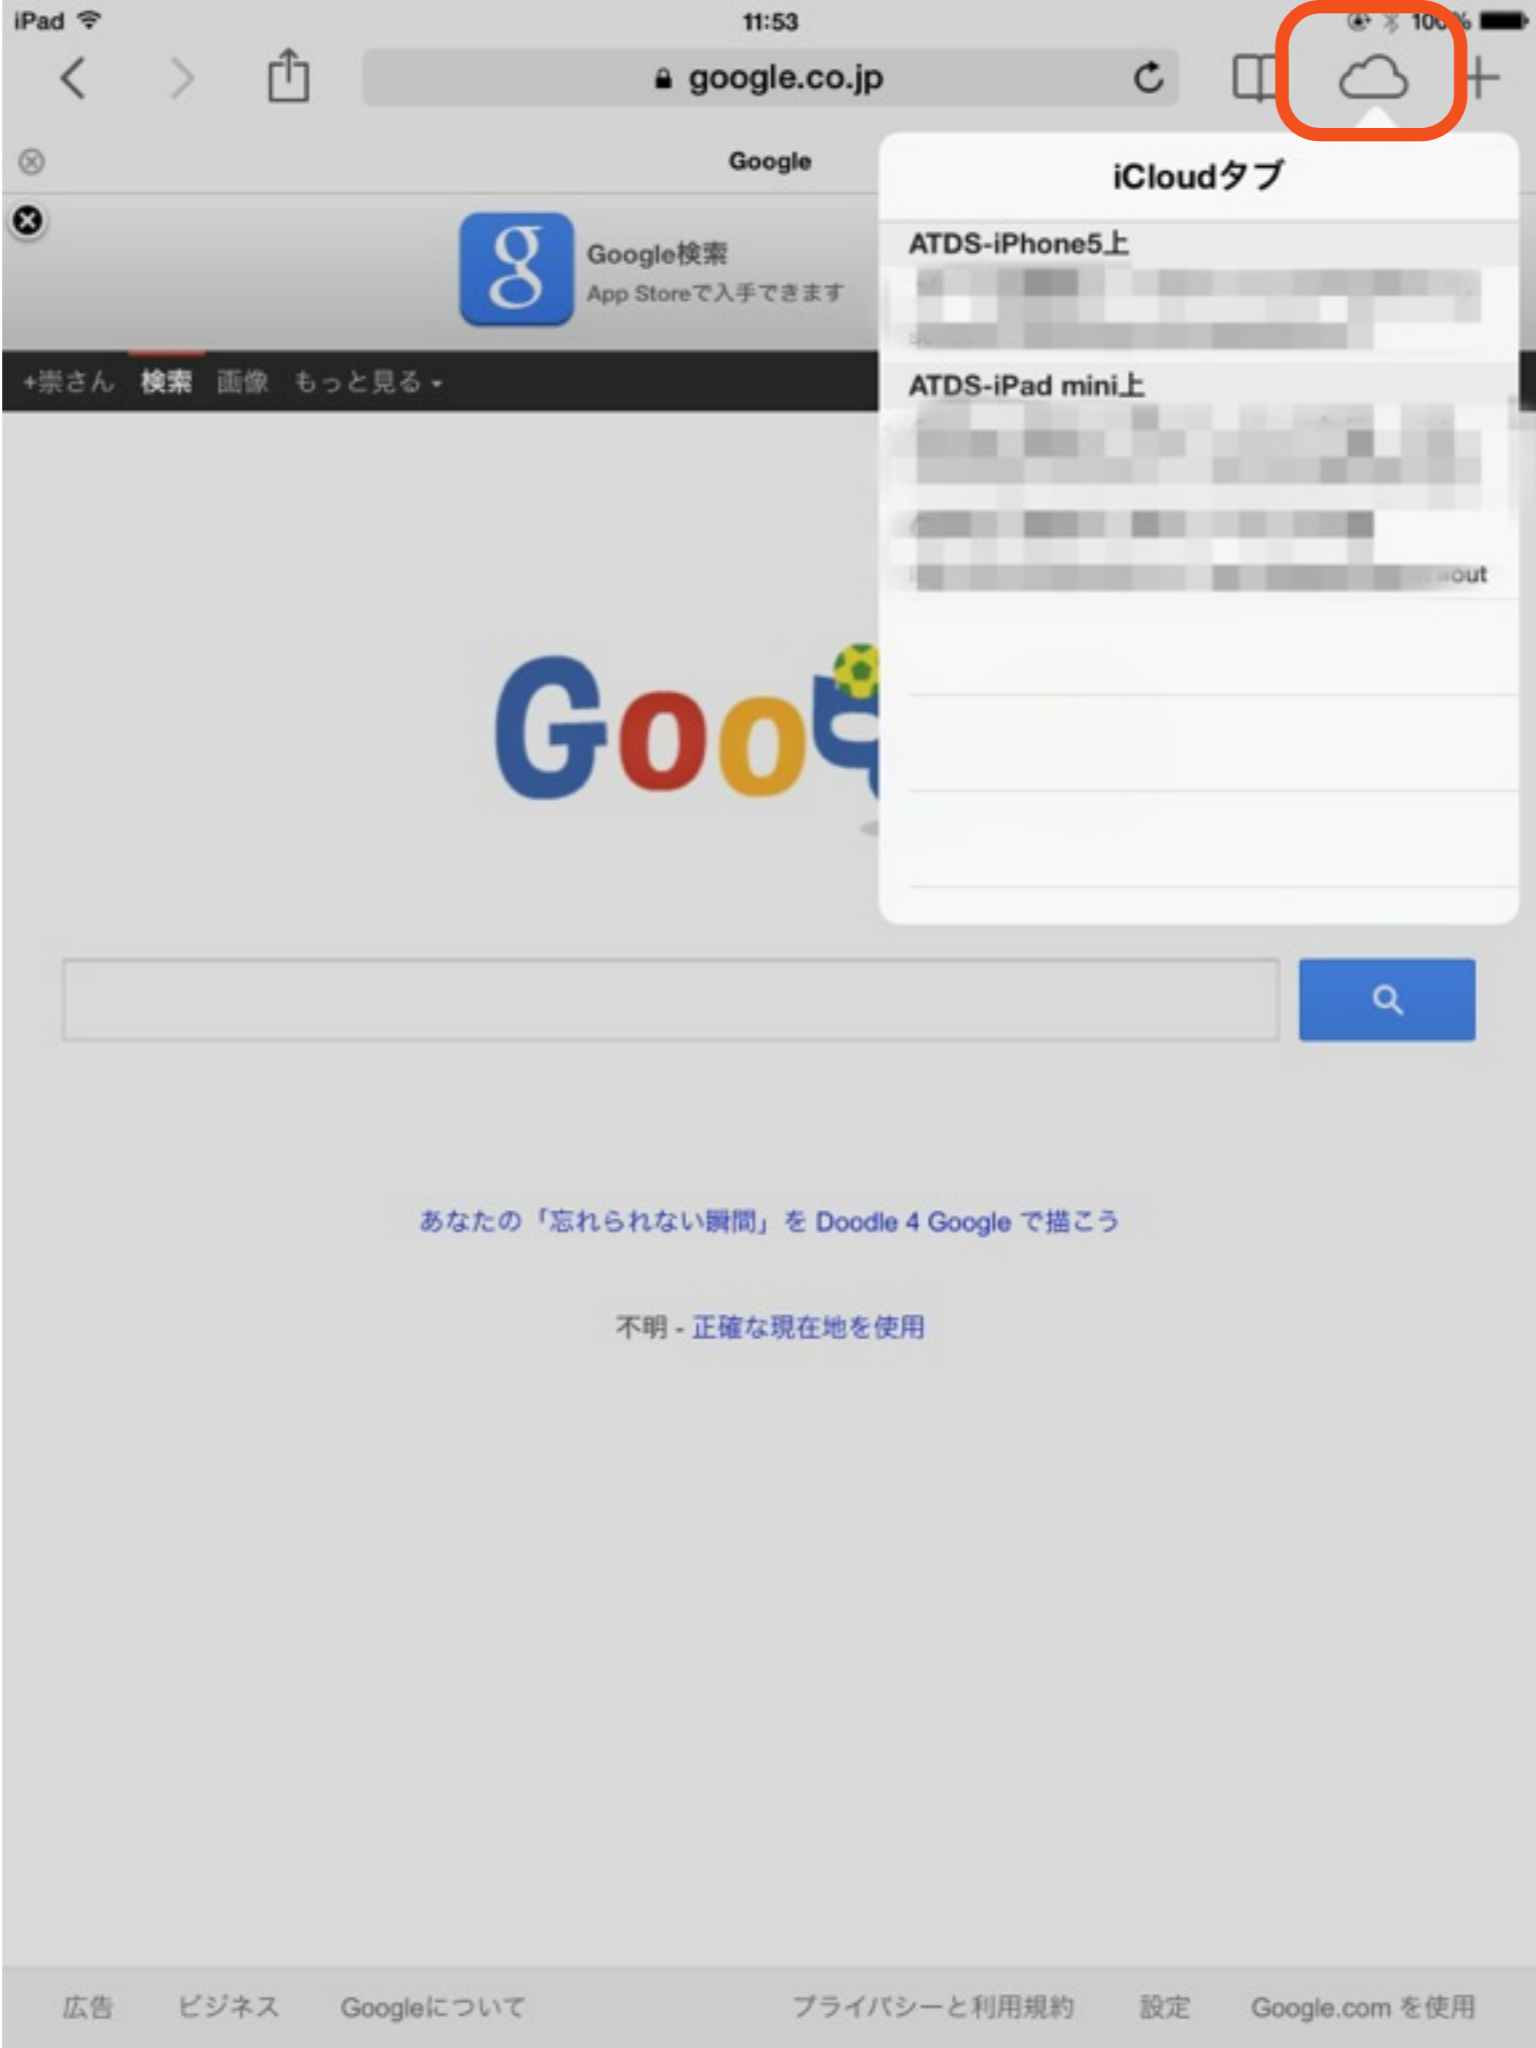 iPad 11:53 100%
google.co.jp
Google
iCloudタブ
Google検索
App Storeで入手できます
ATDS-iPhone5上
+崇さん 検索 画像 もっと見る
ATDS-iPad mini上
out
Goo
あなたの「忘れられない瞬間」を Doodle 4 Google で描こう
不明 - 正確な現在地を使用
広告 ビジネス Googleについて プライバシーと利用規約 設定 Google.com を使用